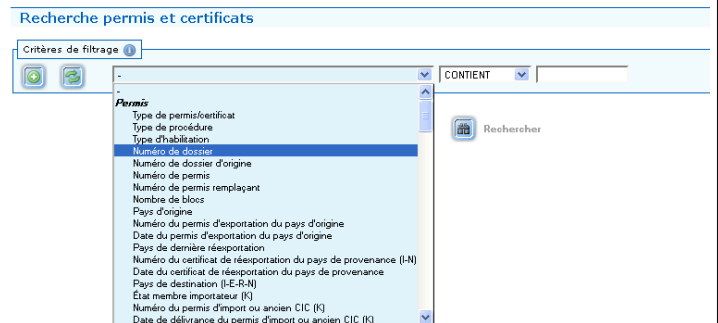 Recherche permis et certificats
Critères de filtrage
-
CONTIENT
-
Permis
Type de permis/certificat
Type de procédure
Type d'habilitation
Numéro de dossier
Numéro de dossier d'origine
Numéro de permis
Numéro de permis remplaçant
Nombre de blocs
Pays d'origine
Numéro du permis d'exportation du pays d'origine
Date du permis d'exportation du pays d'origine
Pays de dernière réexportation
Numéro du certificat de réexportation du pays de provenance (I-N)
Date du certificat de réexportation du pays de provenance
Pays de destination (I-E-R-N)
État membre importateur (K)
Numéro du permis d'import ou ancien CIC (K)
Date de délivrance du permis d'import ou ancien CIC (K)
Rechercher